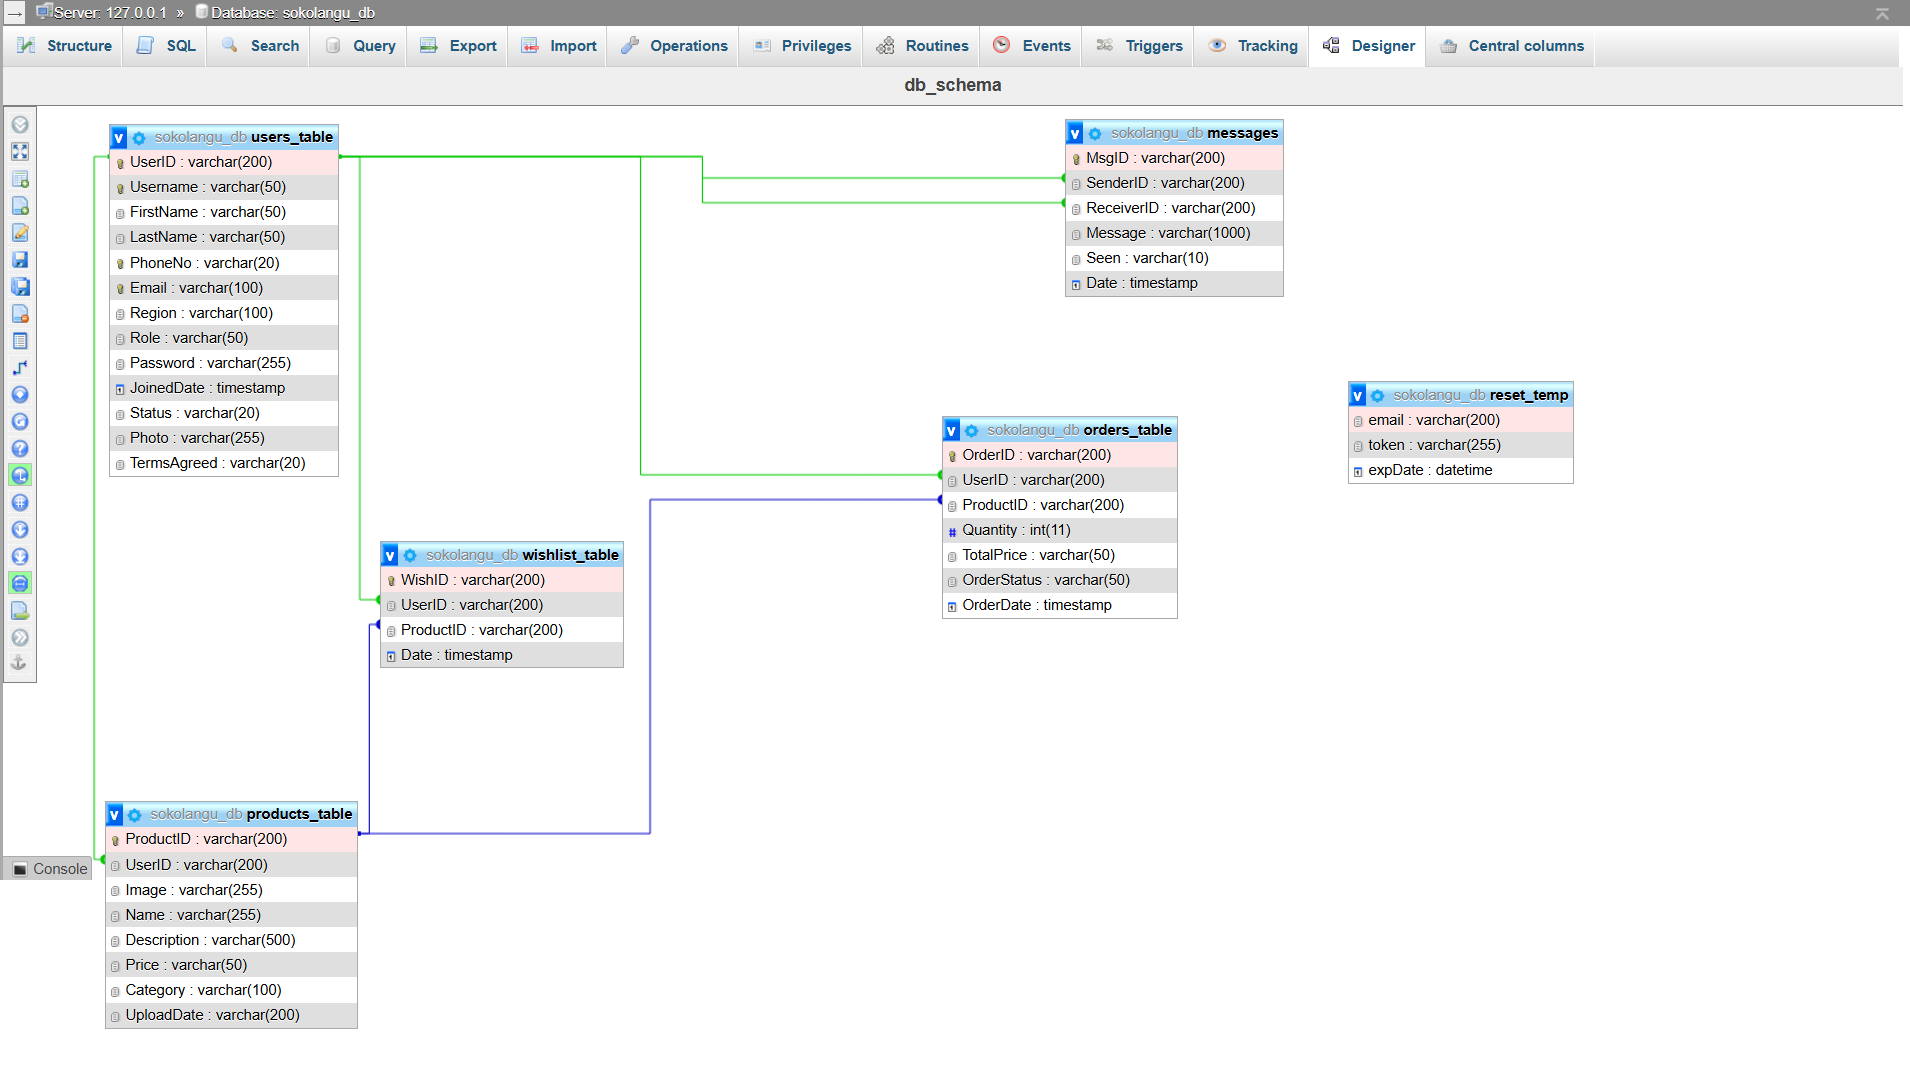 Server: 127.0.0.1 » Database: sokolangu_db
Structure SQL Search Query Export Import Operations Privileges Routines Events Triggers Tracking Designer Central columns
db_schema
v sokolangu_db users_table
UserID : varchar(200)
Username : varchar(50)
FirstName : varchar(50)
LastName : varchar(50)
PhoneNo : varchar(20)
Email : varchar(100)
Region : varchar(100)
Role : varchar(50)
Password : varchar(255)
JoinedDate : timestamp
Status : varchar(20)
Photo : varchar(255)
TermsAgreed : varchar(20)
v sokolangu_db messages
MsgID : varchar(200)
SenderID : varchar(200)
ReceiverID : varchar(200)
Message : varchar(1000)
Seen : varchar(10)
Date : timestamp
v sokolangu_db reset_temp
email : varchar(200)
token : varchar(255)
expDate : datetime
v sokolangu_db orders_table
OrderID : varchar(200)
UserID : varchar(200)
ProductID : varchar(200)
# Quantity : int(11)
TotalPrice : varchar(50)
OrderStatus : varchar(50)
OrderDate : timestamp
v sokolangu_db wishlist_table
WishID : varchar(200)
UserID : varchar(200)
ProductID : varchar(200)
Date : timestamp
v sokolangu_db products_table
ProductID : varchar(200)
UserID : varchar(200)
Image : varchar(255)
Name : varchar(255)
Description : varchar(500)
Price : varchar(50)
Category : varchar(100)
UploadDate : varchar(200)
Console